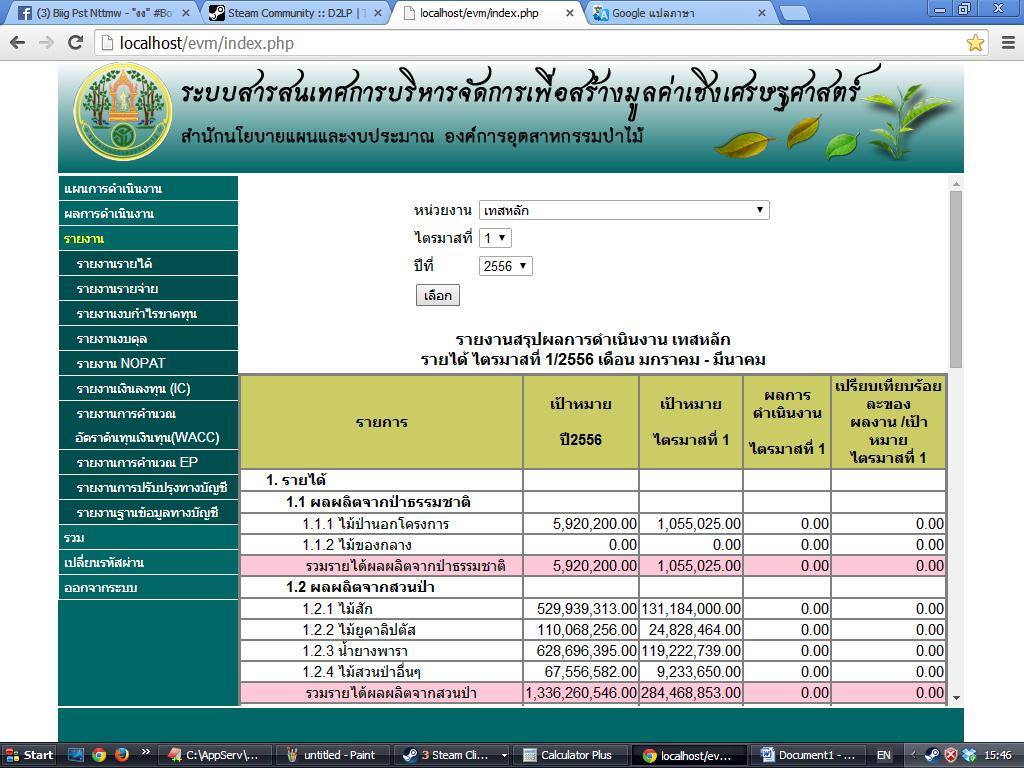 (3) Biig Pst Nttmw - "งง" #Bo
Steam Community :: D2LP | T
localhost/evm/index.php
Google แปลภาษา
localhost/evm/index.php
ระบบสารสนเทศการบริหารจัดการเพื่อสร้างมูลค่าเชิงเศรษฐศาสตร์
สำนักนโยบายแผนและงบประมาณ องค์การอุตสาหกรรมป่าไม้
แผนการดำเนินงาน
ผลการดำเนินงาน
รายงาน
รายงานรายได้
รายงานรายจ่าย
รายงานงบกำไรขาดทุน
รายงานงบดุล
รายงาน NOPAT
รายงานเงินลงทุน (IC)
รายงานการคำนวณ
อัตราต้นทุนเงินทุน(WACC)
รายงานการคำนวณ EP
รายงานการปรับปรุงทางบัญชี
รายงานฐานข้อมูลทางบัญชี
รวม
เปลี่ยนรหัสผ่าน
ออกจากระบบ
หน่วยงาน เทสหลัก
ไตรมาสที่ 1
ปีที่ 2556
เลือก
รายงานสรุปผลการดำเนินงาน เทสหลัก
รายได้ ไตรมาสที่ 1/2556 เดือน มกราคม - มีนาคม
รายการ
เป้าหมาย
ปี2556
เป้าหมาย
ไตรมาสที่ 1
ผลการ
ดำเนินงาน
ไตรมาสที่ 1
เปรียบเทียบร้อย
ละของ
ผลงาน /เป้า
หมาย
ไตรมาสที่ 1
1. รายได้
1.1 ผลผลิตจากป่าธรรมชาติ
1.1.1 ไม้ป่านอกโครงการ 5,920,200.00 1,055,025.00 0.00 0.00
1.1.2 ไม้ของกลาง 0.00 0.00 0.00 0.00
รวมรายได้ผลผลิตจากป่าธรรมชาติ 5,920,200.00 1,055,025.00 0.00 0.00
1.2 ผลผลิตจากสวนป่า
1.2.1 ไม้สัก 529,939,313.00 131,184,000.00 0.00 0.00
1.2.2 ไม้ยูคาลิปตัส 110,068,256.00 24,828,464.00 0.00 0.00
1.2.3 น้ำยางพารา 628,696,395.00 119,222,739.00 0.00 0.00
1.2.4 ไม้สวนป่าอื่นๆ 67,556,582.00 9,233,650.00 0.00 0.00
รวมรายได้ผลผลิตจากสวนป่า 1,336,260,546.00 284,468,853.00 0.00 0.00
Start
C:\AppServ\...
untitled - Paint
3 Steam Cli...
Calculator Plus
localhost/ev...
Document1 - ...
EN
15:46